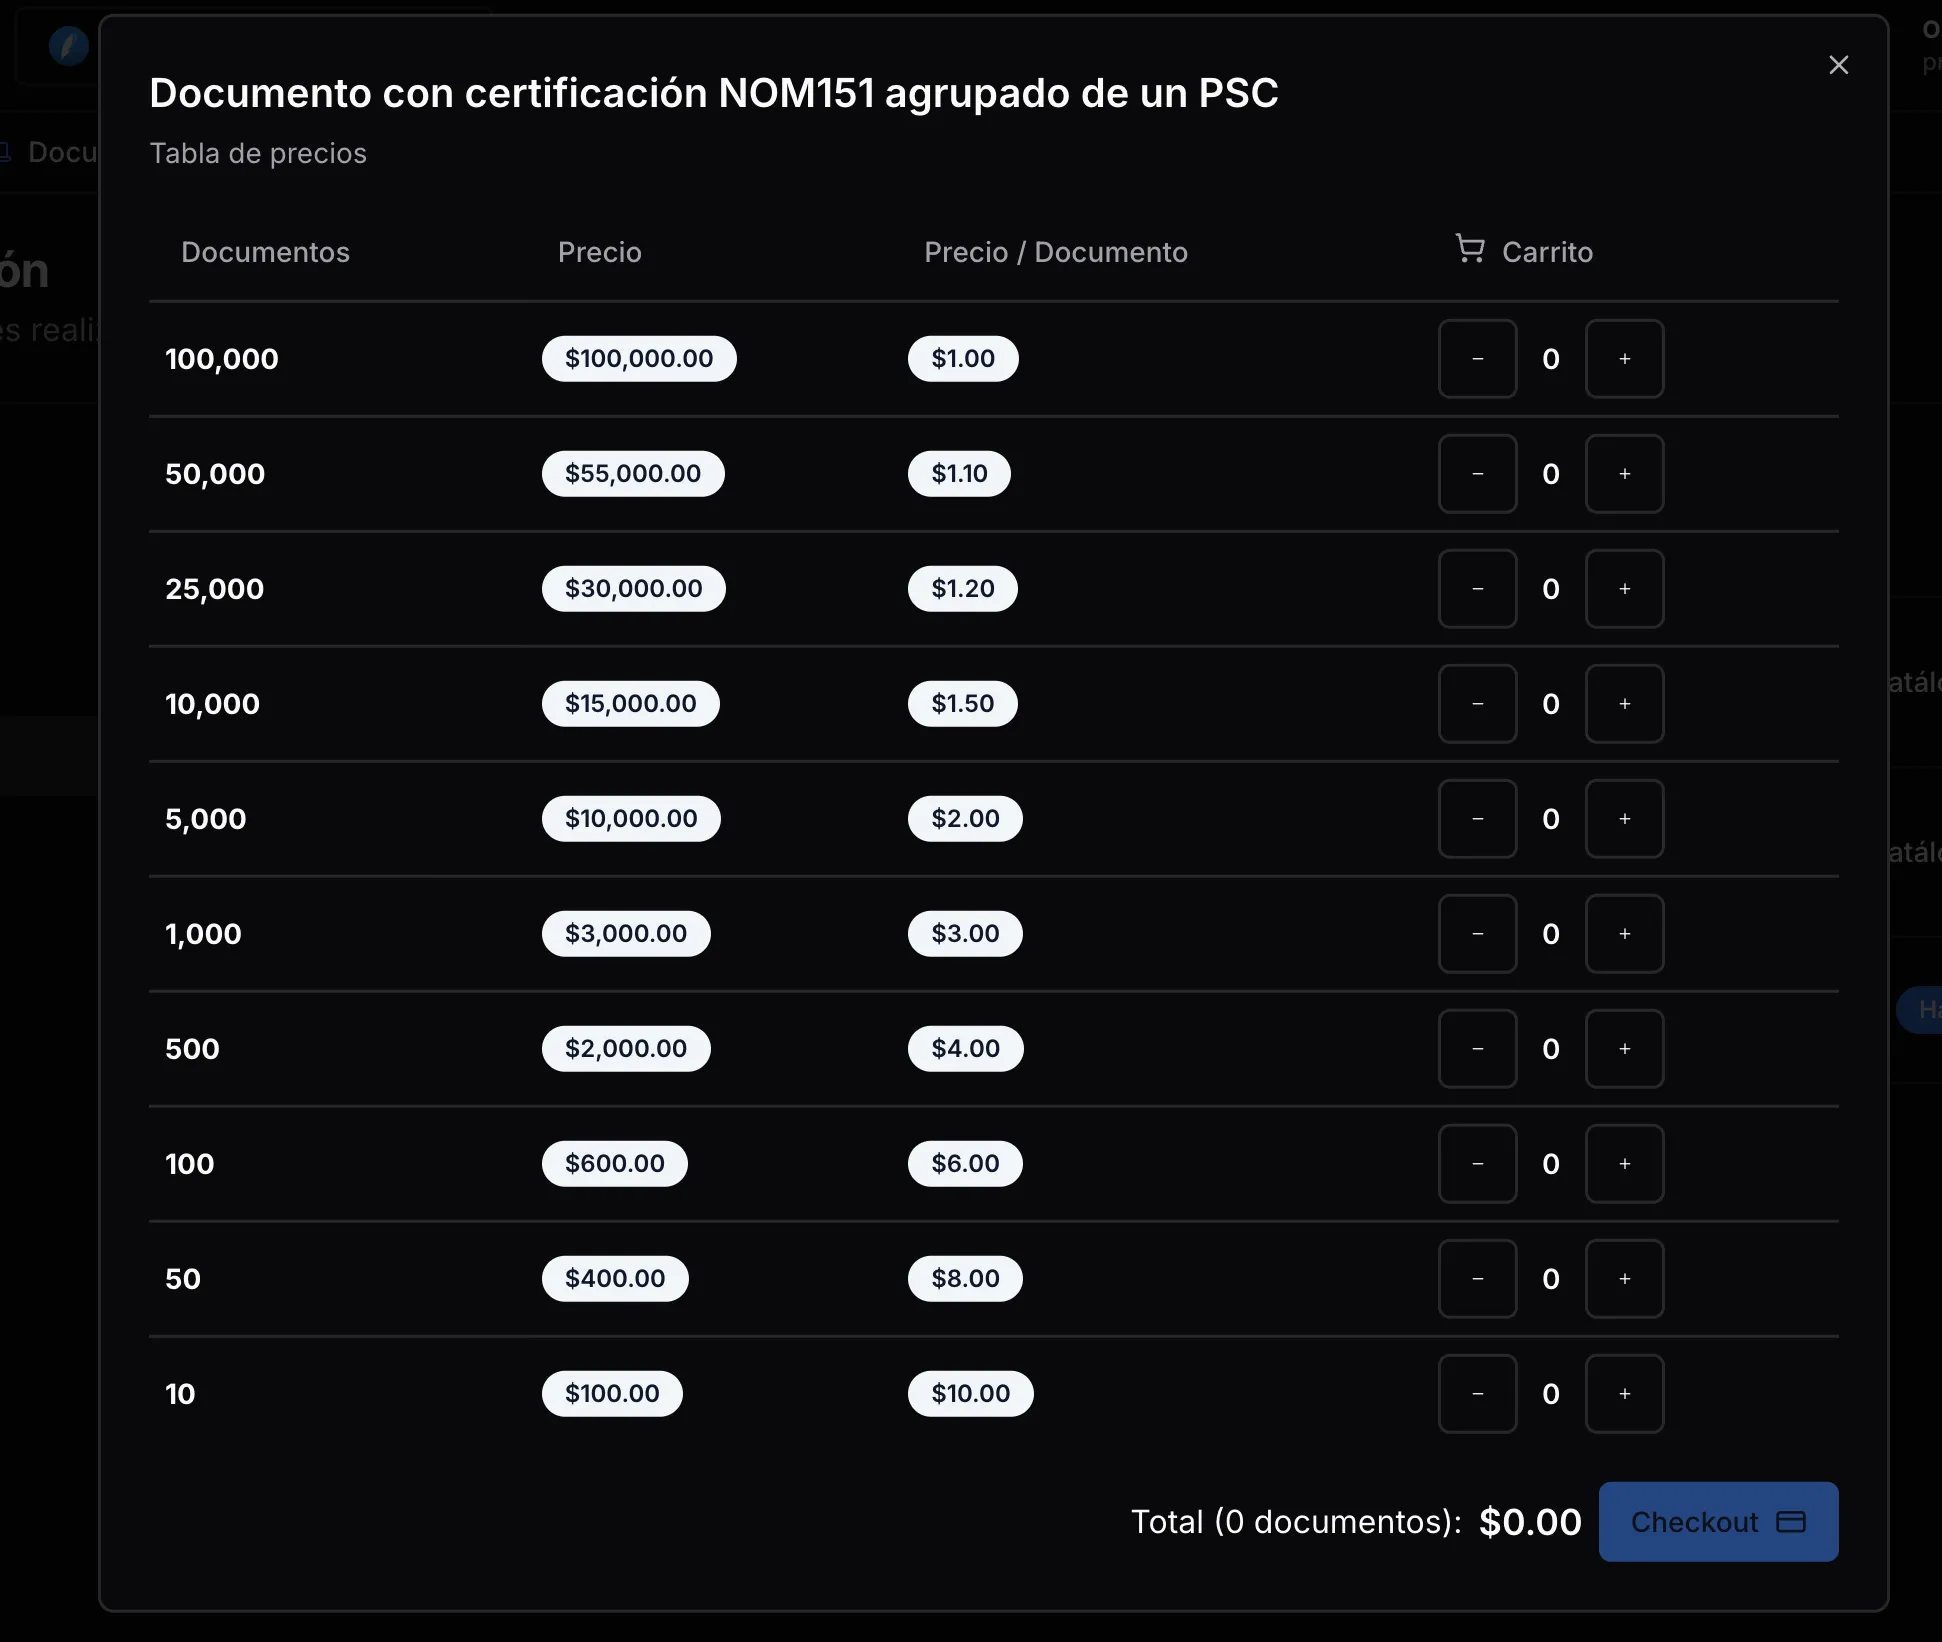 Documento con certificación NOM151 agrupado de un PSC
Tabla de precios
Documentos Precio Precio / Documento Carrito
100,000 $100,000.00 $1.00 − 0 +
50,000 $55,000.00 $1.10 − 0 +
25,000 $30,000.00 $1.20 − 0 +
10,000 $15,000.00 $1.50 − 0 +
5,000 $10,000.00 $2.00 − 0 +
1,000 $3,000.00 $3.00 − 0 +
500 $2,000.00 $4.00 − 0 +
100 $600.00 $6.00 − 0 +
50 $400.00 $8.00 − 0 +
10 $100.00 $10.00 − 0 +
Total (0 documentos): $0.00 Checkout